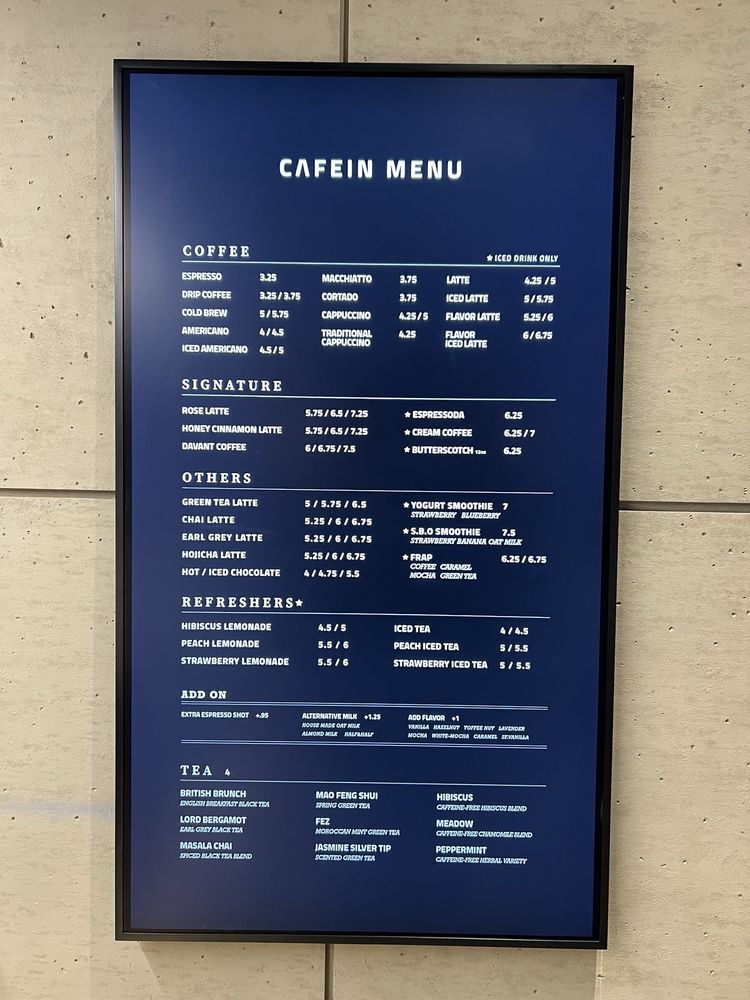 CAFEIN MENU
COFFEE
★ ICED DRINK ONLY
ESPRESSO 3.25
DRIP COFFEE 3.25 / 3.75
COLD BREW 5 / 5.75
AMERICANO 4 / 4.5
ICED AMERICANO 4.5 / 5
MACCHIATTO 3.75
CORTADO 3.75
CAPPUCCINO 4.25 / 5
TRADITIONAL 4.25
CAPPUCCINO
LATTE 4.25 / 5
ICED LATTE 5 / 5.75
FLAVOR LATTE 5.25 / 6
FLAVOR 6 / 6.75
ICED LATTE
SIGNATURE
ROSE LATTE 5.75 / 6.5 / 7.25
HONEY CINNAMON LATTE 5.75 / 6.5 / 7.25
DAVANT COFFEE 6 / 6.75 / 7.5
★ ESPRESSODA 6.25
★ CREAM COFFEE 6.25 / 7
★ BUTTERSCOTCH 12oz 6.25
OTHERS
GREEN TEA LATTE 5 / 5.75 / 6.5
CHAI LATTE 5.25 / 6 / 6.75
EARL GREY LATTE 5.25 / 6 / 6.75
HOJICHA LATTE 5.25 / 6 / 6.75
HOT / ICED CHOCOLATE 4 / 4.75 / 5.5
★ YOGURT SMOOTHIE 7
STRAWBERRY BLUEBERRY
★ S.B.O SMOOTHIE 7.5
STRAWBERRY BANANA OAT MILK
★ FRAP 6.25 / 6.75
COFFEE CARAMEL
MOCHA GREEN TEA
REFRESHERS★
HIBISCUS LEMONADE 4.5 / 5
PEACH LEMONADE 5.5 / 6
STRAWBERRY LEMONADE 5.5 / 6
ICED TEA 4 / 4.5
PEACH ICED TEA 5 / 5.5
STRAWBERRY ICED TEA 5 / 5.5
ADD ON
EXTRA ESPRESSO SHOT +.95
ALTERNATIVE MILK +1.25
HOUSE MADE OAT MILK
ALMOND MILK HALF&HALF
ADD FLAVOR +1
VANILLA HAZELNUT TOFFEE NUT LAVENDER
MOCHA WHITE-MOCHA CARAMEL SF.VANILLA
TEA 4
BRITISH BRUNCH
ENGLISH BREAKFAST BLACK TEA
LORD BERGAMOT
EARL GREY BLACK TEA
MASALA CHAI
SPICED BLACK TEA BLEND
MAO FENG SHUI
SPRING GREEN TEA
FEZ
MOROCCAN MINT GREEN TEA
JASMINE SILVER TIP
SCENTED GREEN TEA
HIBISCUS
CAFFEINE-FREE HIBISCUS BLEND
MEADOW
CAFFEINE-FREE CHAMOMILE BLEND
PEPPERMINT
CAFFEINE-FREE HERBAL VARIETY